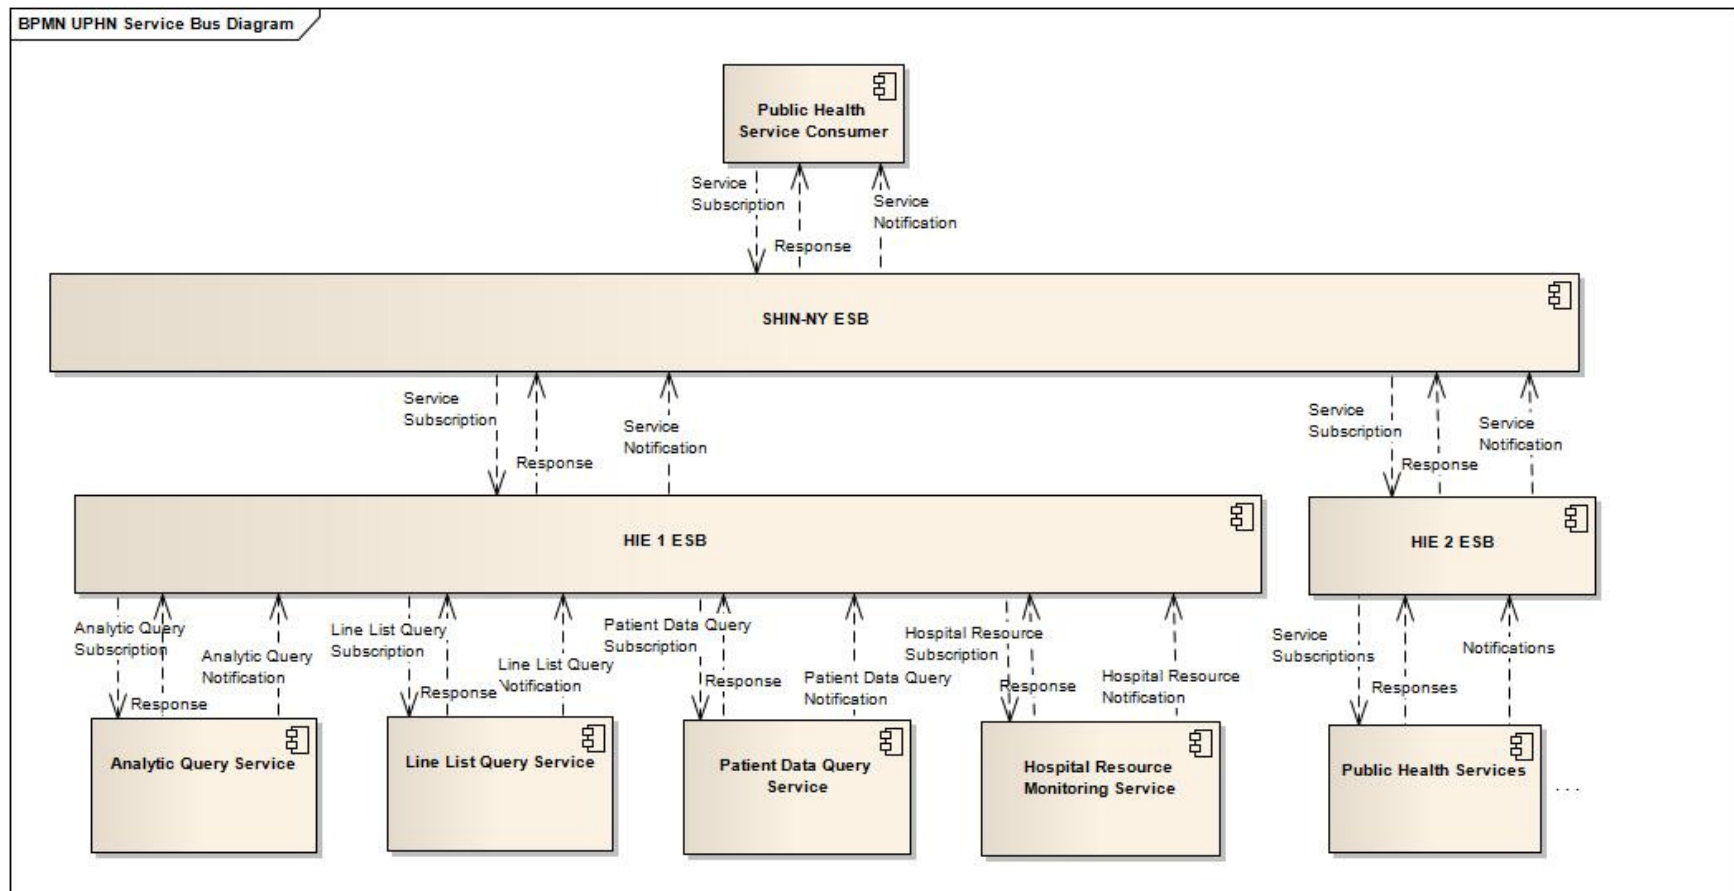 BPMN UPHN Service Bus Diagram
Public Health
Service Consumer
Service
Subscription
Response
Service
Notification
SHIN-NY ESB
Service
Subscription
Response
Service
Notification
Service
Subscription
Response
Service
Notification
HIE 1 ESB
HIE 2 ESB
Analytic Query
Subscription
Response
Analytic Query
Notification
Line List Query
Subscription
Response
Line List Query
Notification
Patient Data Query
Subscription
Response
Patient Data Query
Notification
Hospital Resource
Subscription
Response
Hospital Resource
Notification
Service
Subscriptions
Responses
Notifications
Analytic Query Service
Line List Query Service
Patient Data Query
Service
Hospital Resource
Monitoring Service
Public Health Services
. . .